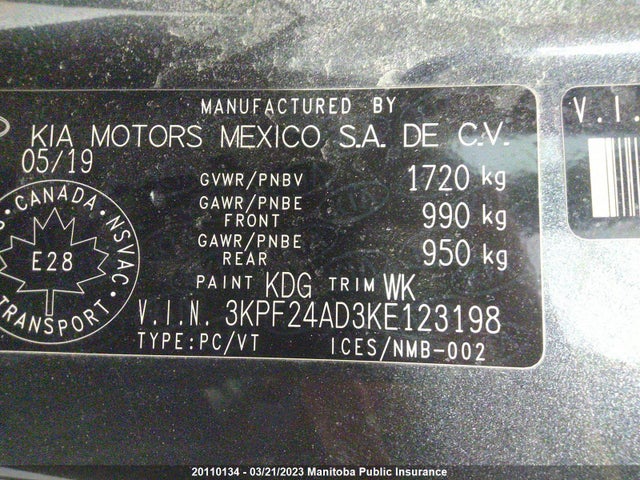 MANUFACTURED BY
KIA MOTORS MEXICO S.A. DE C.V.
05/19
GVWR/PNBV 1720 kg
GAWR/PNBE FRONT 990 kg
GAWR/PNBE REAR 950 kg
PAINT KDG TRIM WK
V.I.N. 3KPF24AD3KE123198
TYPE:PC/VT ICES/NMB-002
CANADA NSVAC
E28
TRANSPORT
V.I.
20110134 - 03/21/2023 Manitoba Public Insurance